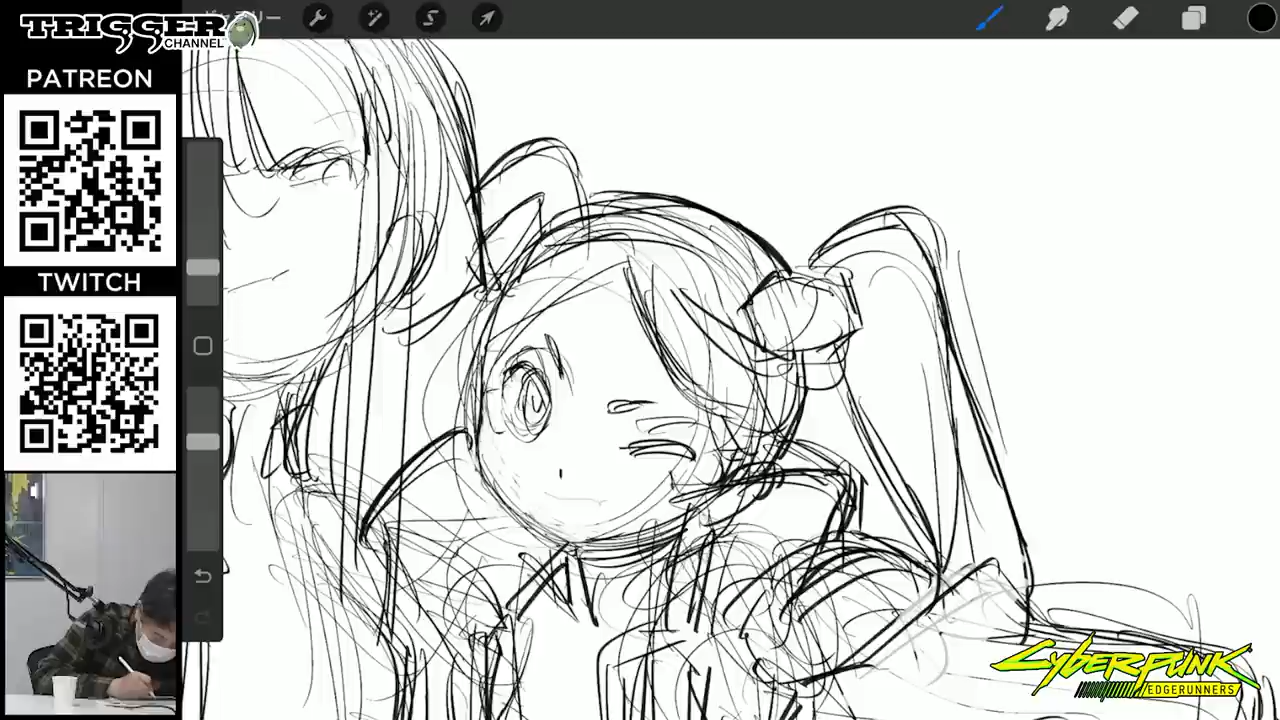 TRIGGER
CHANNEL
PATREON
TWITCH
CYBERPUNK
EDGERUNNERS